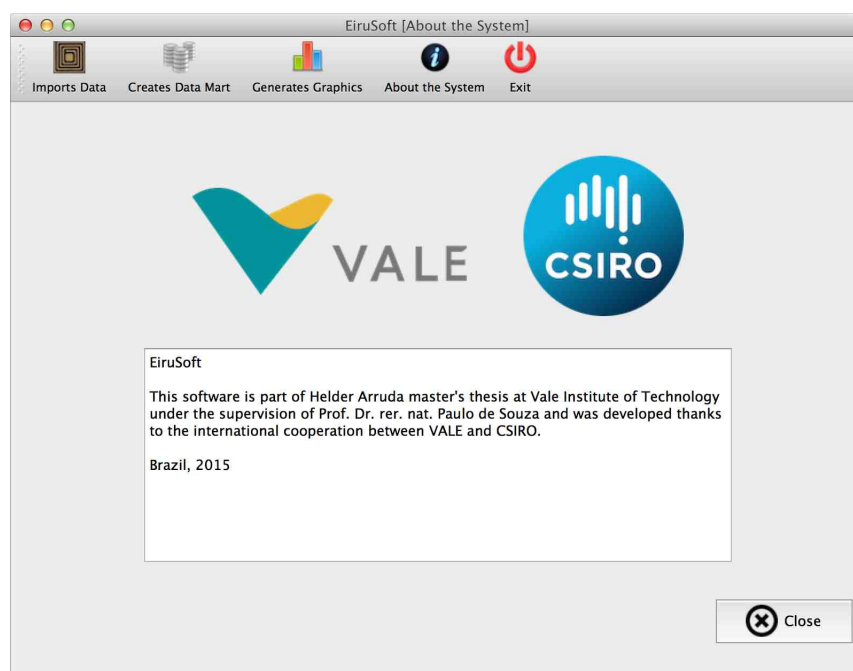 EiruSoft [About the System]
Imports Data
Creates Data Mart
Generates Graphics
About the System
Exit
VALE
CSIRO
EiruSoft
This software is part of Helder Arruda master's thesis at Vale Institute of Technology
under the supervision of Prof. Dr. rer. nat. Paulo de Souza and was developed thanks
to the international cooperation between VALE and CSIRO.
Brazil, 2015
Close